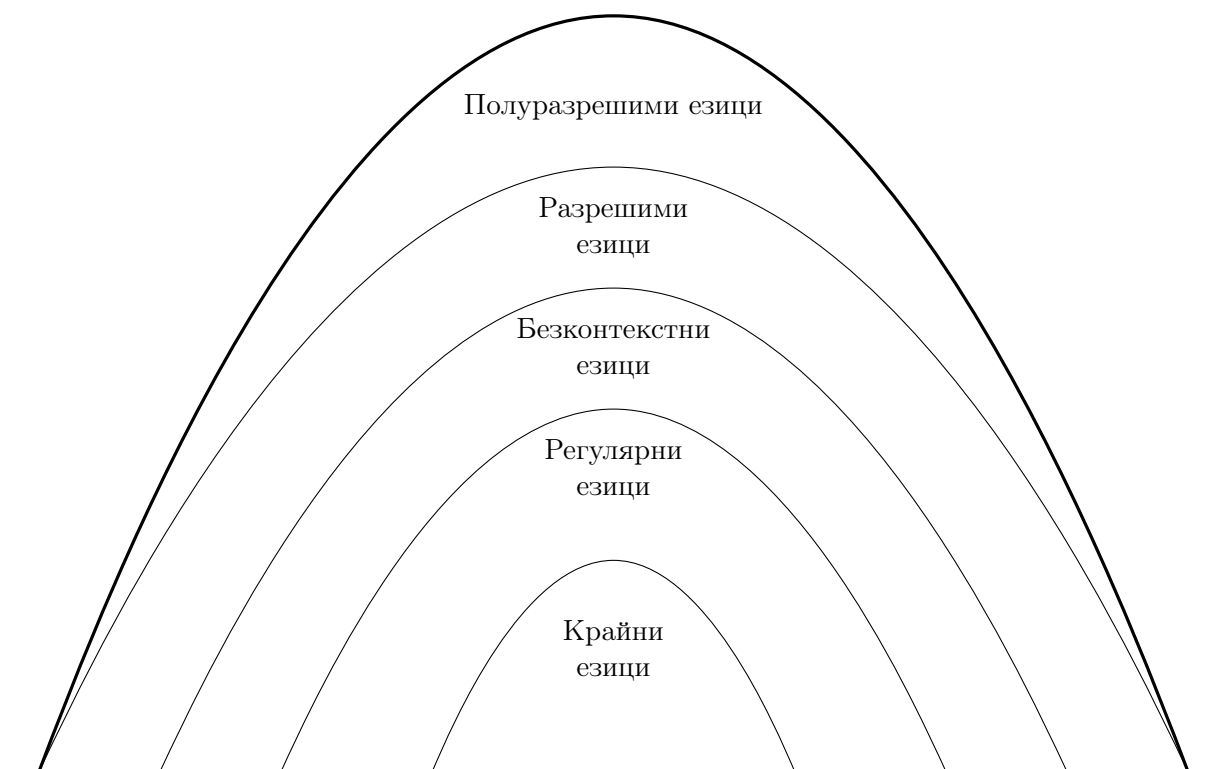 Полуразрешими езици
Разрешими
езици
Безконтекстни
езици
Регулярни
езици
Крайни
езици